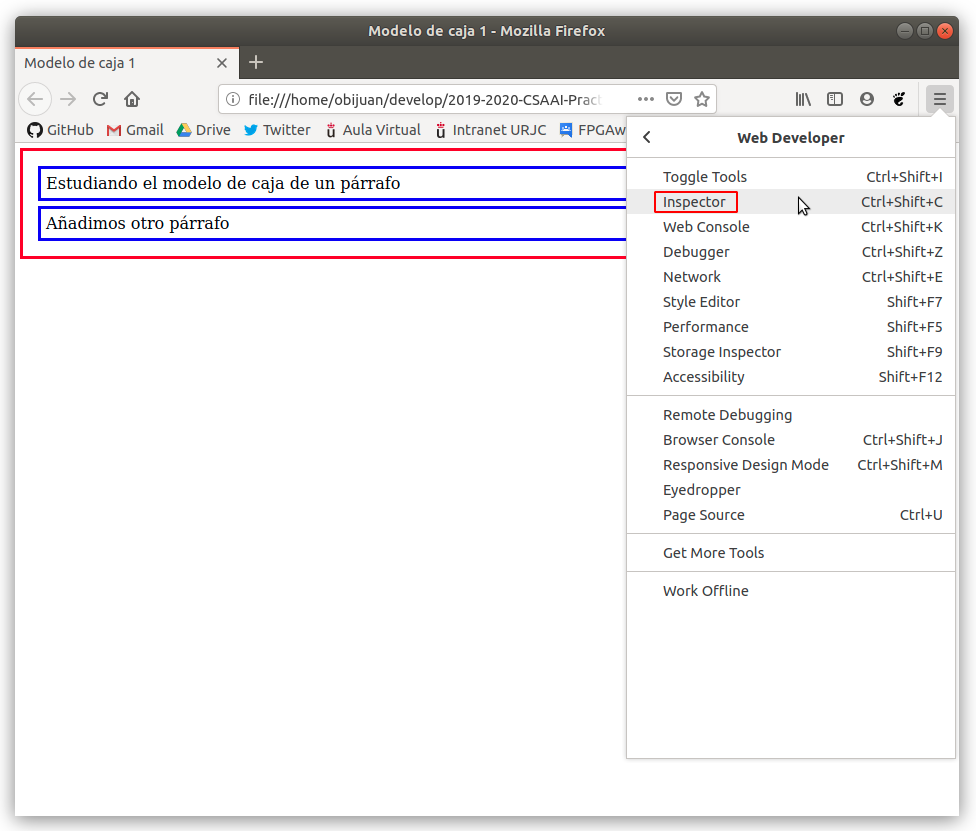 Modelo de caja 1 - Mozilla Firefox
Modelo de caja 1
file:///home/obijuan/develop/2019-2020-CSAAI-Pract
GitHub Gmail Drive Twitter Aula Virtual Intranet URJC FPGAw
Estudiando el modelo de caja de un párrafo
Añadimos otro párrafo
Web Developer
Toggle Tools Ctrl+Shift+I
Inspector Ctrl+Shift+C
Web Console Ctrl+Shift+K
Debugger Ctrl+Shift+Z
Network Ctrl+Shift+E
Style Editor Shift+F7
Performance Shift+F5
Storage Inspector Shift+F9
Accessibility Shift+F12
Remote Debugging
Browser Console Ctrl+Shift+J
Responsive Design Mode Ctrl+Shift+M
Eyedropper
Page Source Ctrl+U
Get More Tools
Work Offline